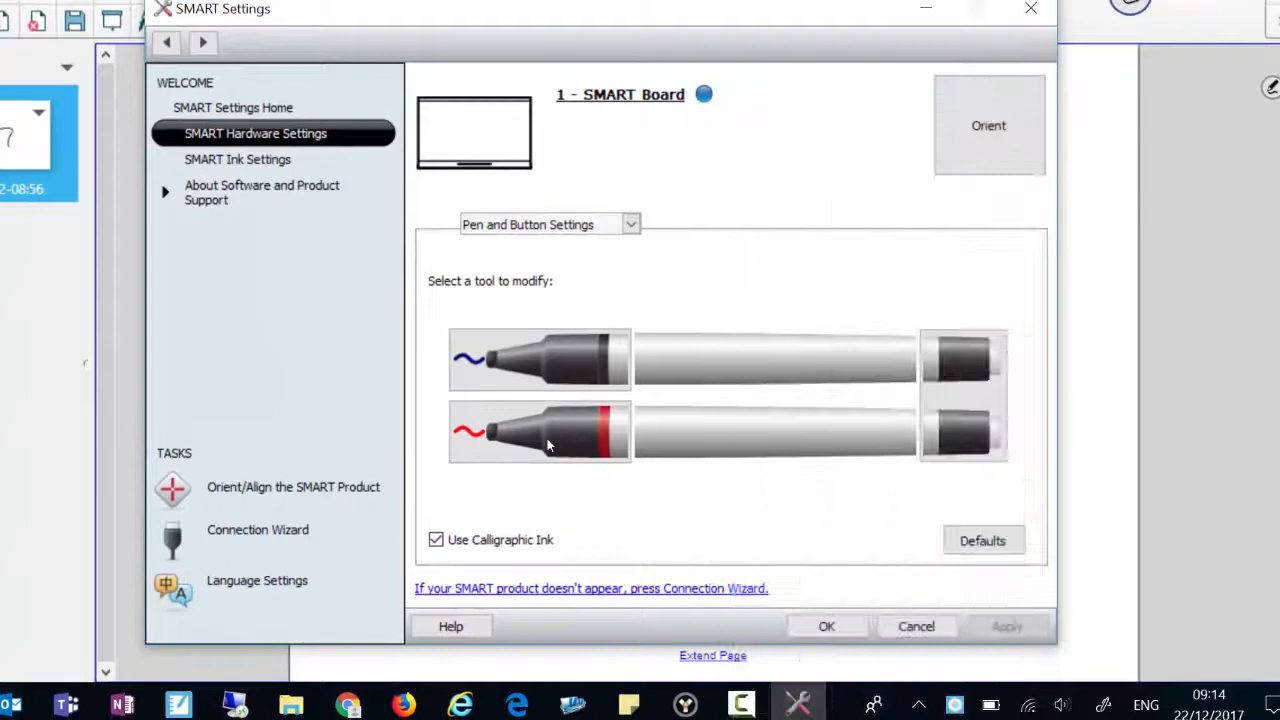 SMART Settings
WELCOME
SMART Settings Home
SMART Hardware Settings
SMART Ink Settings
About Software and Product
Support
TASKS
Orient/Align the SMART Product
Connection Wizard
Language Settings
1 - SMART Board
Orient
Pen and Button Settings
Select a tool to modify:
Use Calligraphic Ink
Defaults
If your SMART product doesn't appear, press Connection Wizard.
Help
OK
Cancel
Apply
2-08:56
Extend Page
ENG
09:14
22/12/2017